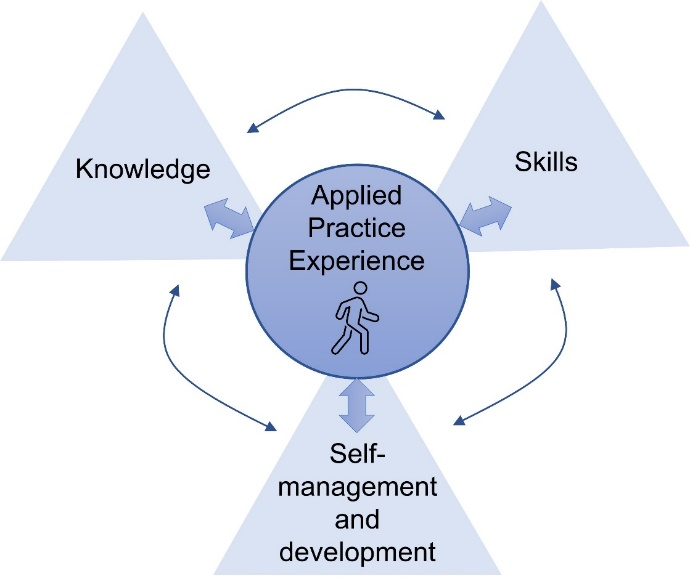 Knowledge
Skills
Applied
Practice
Experience
Self-
management
and
development